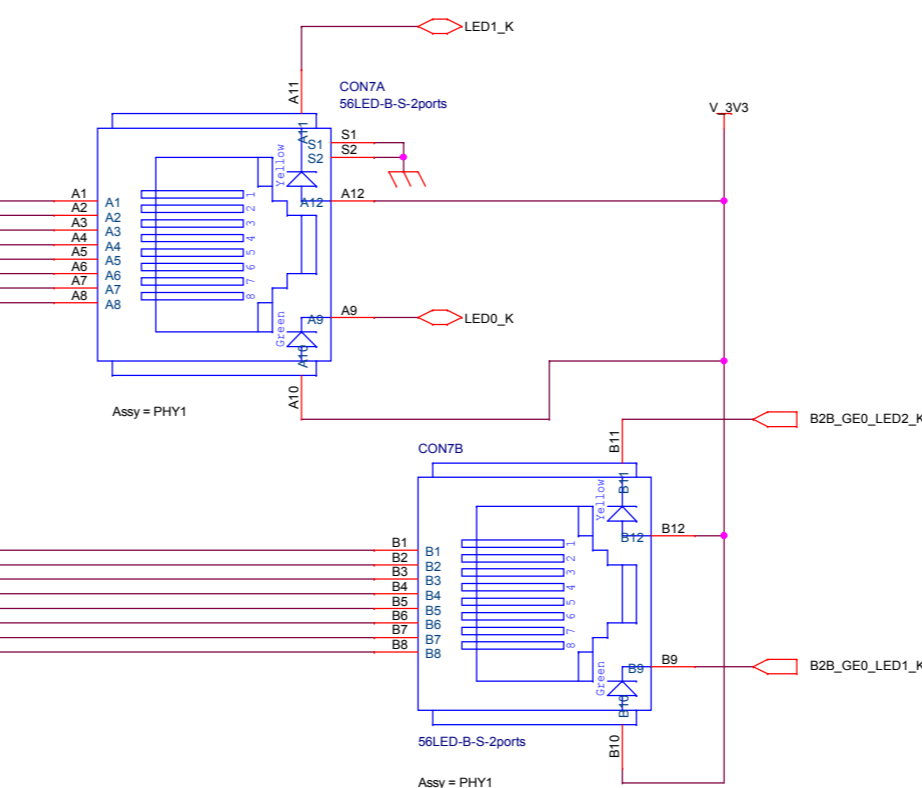 LED1_K
A11
CON7A
56LED-B-S-2ports
V_3V3
A11
S1
S1
S2
S2
Yellow
A12
A12
A1
A1
A2
A2
A3
A3
A4
A4
A5
A5
A6
A6
A7
A7
A8
A8
1
2
3
4
5
6
7
8
Green
A9
A9
LED0_K
A10
A10
Assy = PHY1
B11
B2B_GE0_LED2_K
CON7B
B11
Yellow
B12
B12
B1
B1
B2
B2
B3
B3
B4
B4
B5
B5
B6
B6
B7
B7
B8
B8
1
2
3
4
5
6
7
8
Green
B9
B9
B2B_GE0_LED1_K
B10
B10
56LED-B-S-2ports
Assy = PHY1